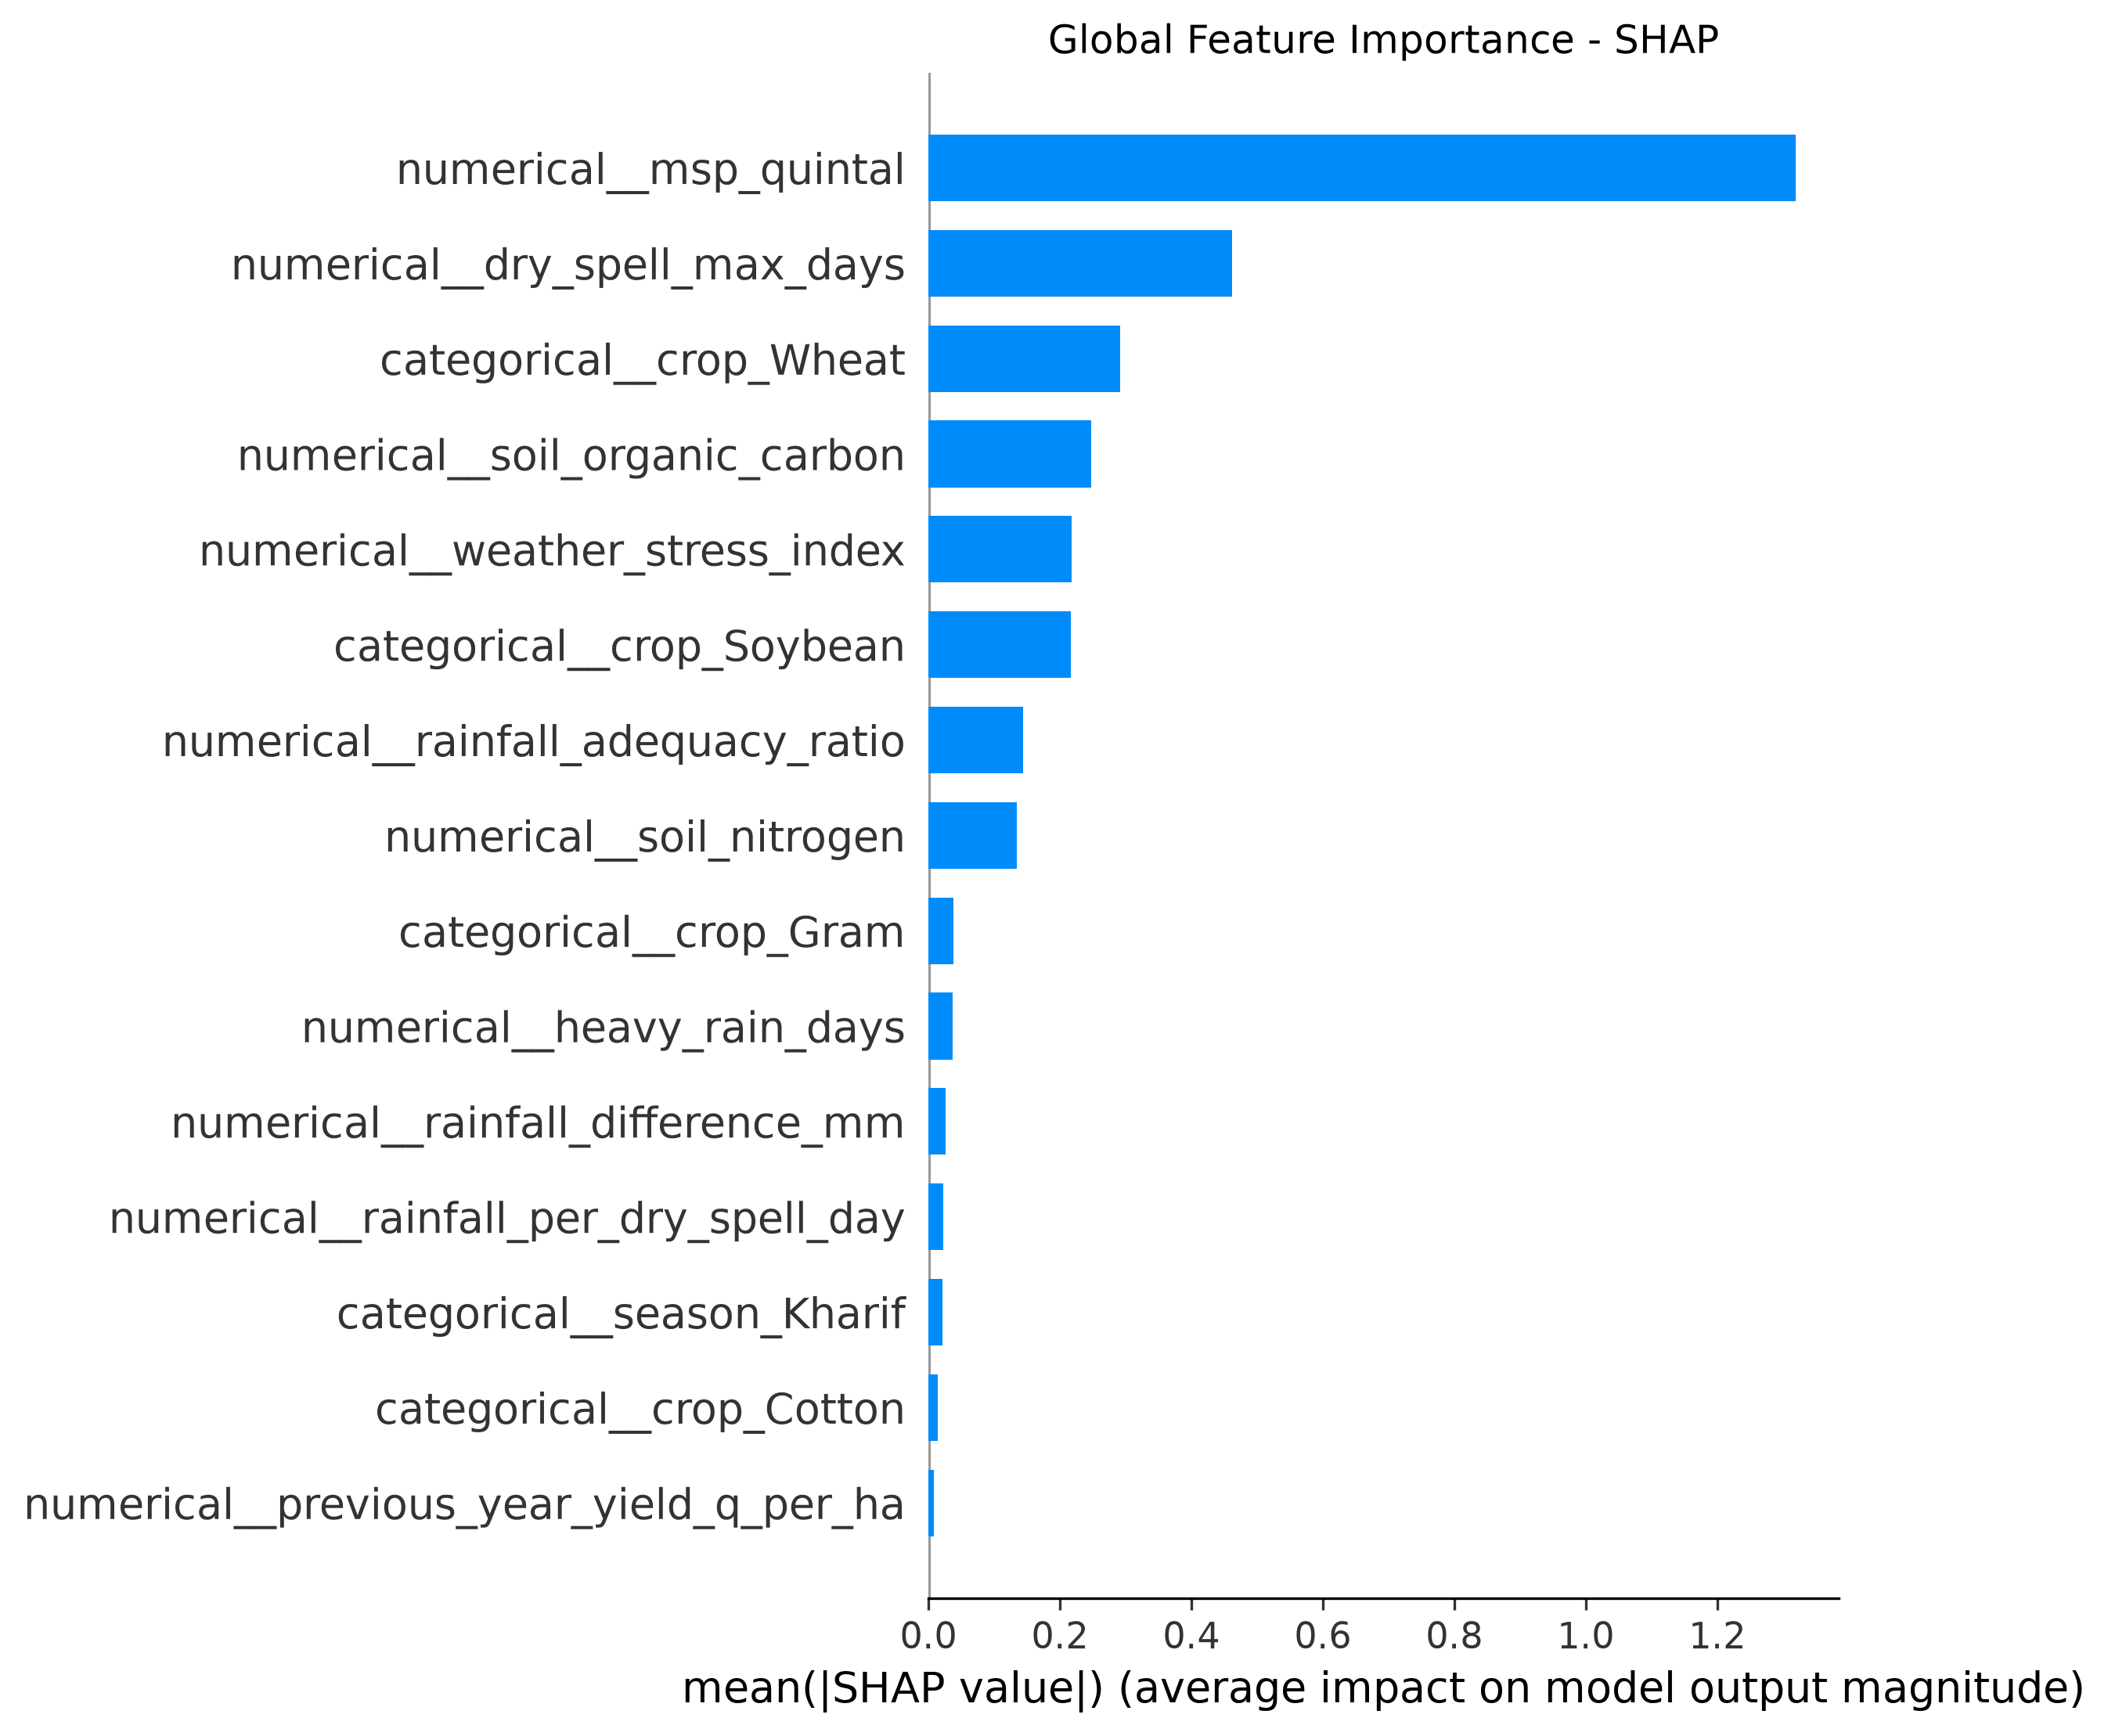 Global Feature Importance - SHAP
numerical__msp_quintal
numerical__dry_spell_max_days
categorical__crop_Wheat
numerical__soil_organic_carbon
numerical__weather_stress_index
categorical__crop_Soybean
numerical__rainfall_adequacy_ratio
numerical__soil_nitrogen
categorical__crop_Gram
numerical__heavy_rain_days
numerical__rainfall_difference_mm
numerical__rainfall_per_dry_spell_day
categorical__season_Kharif
categorical__crop_Cotton
numerical__previous_year_yield_q_per_ha
0.0 0.2 0.4 0.6 0.8 1.0 1.2
mean(|SHAP value|) (average impact on model output magnitude)